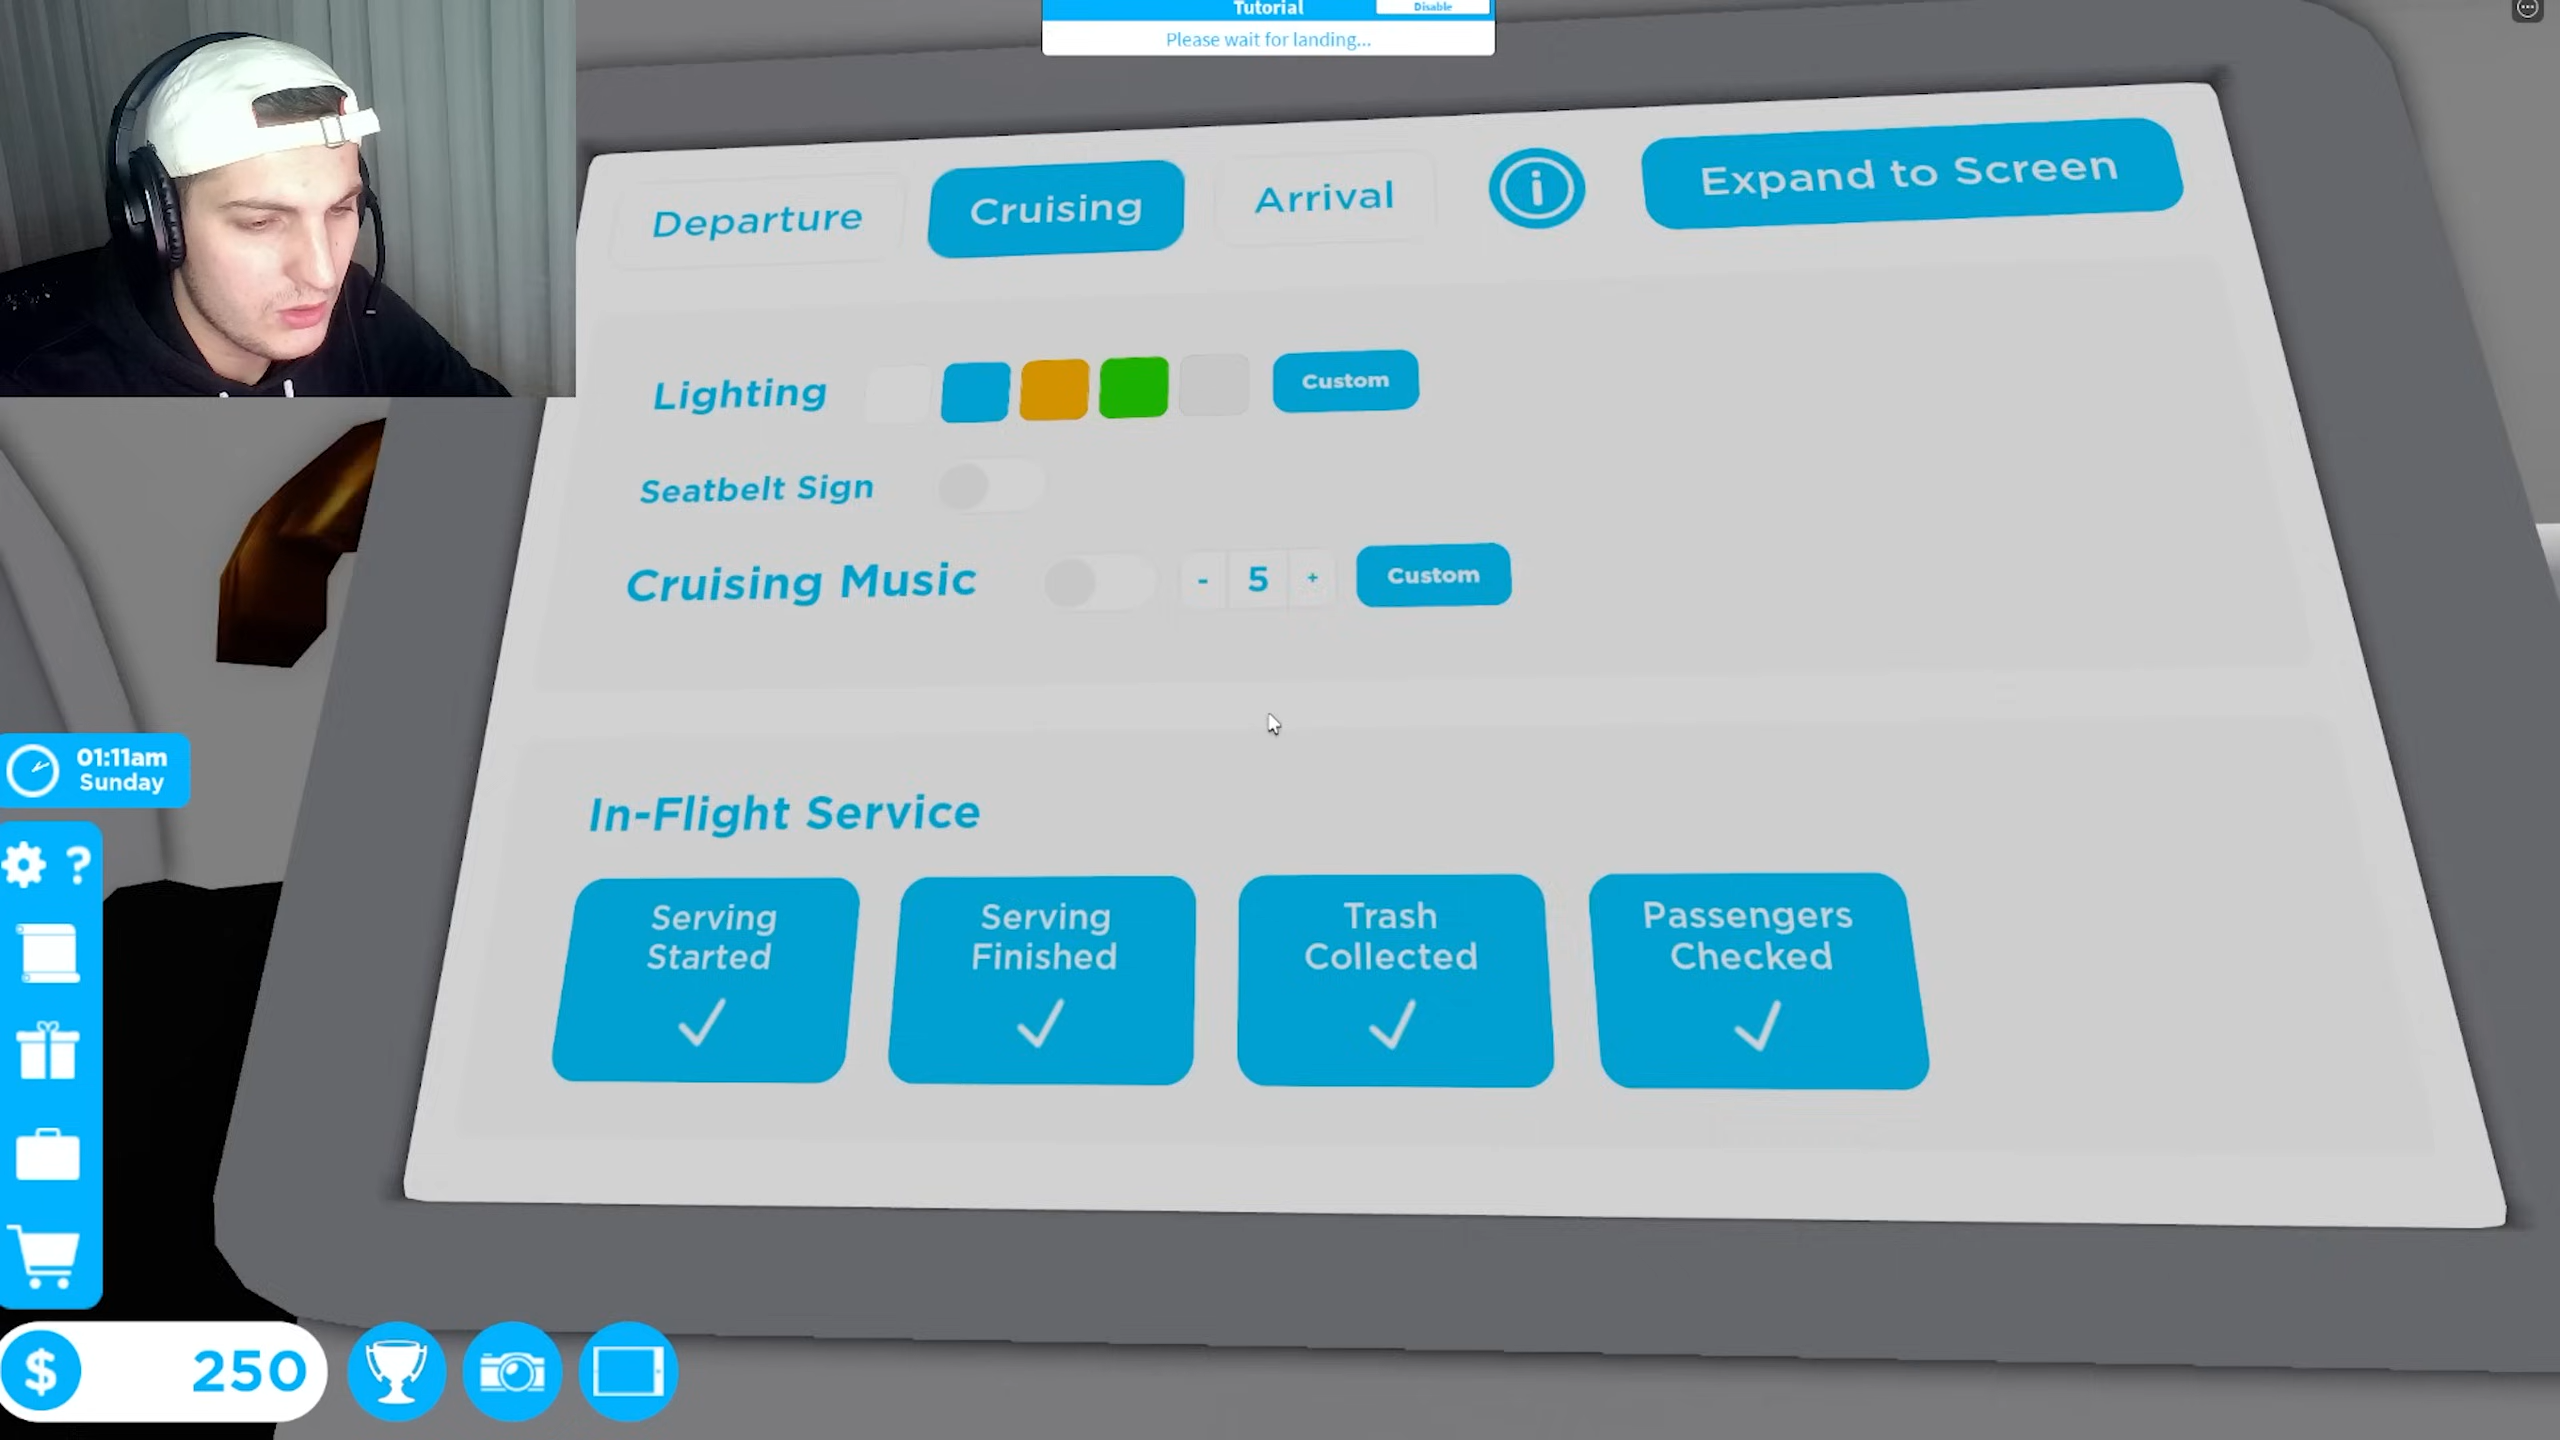 Tutorial
Disable
Please wait for landing...
Departure
Cruising
Arrival
i
Expand to Screen
Lighting
Custom
Seatbelt Sign
Cruising Music
- 5 +
Custom
01:11am
Sunday
?
In-Flight Service
Serving
Started
Serving
Finished
Trash
Collected
Passengers
Checked
$ 250